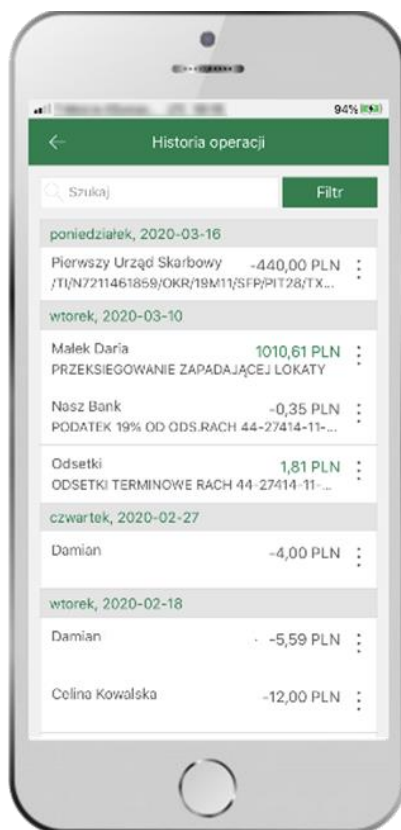 94%
Historia operacji
Szukaj Filtr
poniedziałek, 2020-03-16
Pierwszy Urząd Skarbowy -440,00 PLN
/TI/N7211461859/OKR/19M11/SFP/PIT28/TX...
wtorek, 2020-03-10
Małek Daria 1010,61 PLN
PRZEKSIEGOWANIE ZAPADAJĄCEJ LOKATY
Nasz Bank -0,35 PLN
PODATEK 19% OD ODS.RACH 44-27414-11-...
Odsetki 1,81 PLN
ODSETKI TERMINOWE RACH 44-27414-11-...
czwartek, 2020-02-27
Damian -4,00 PLN
wtorek, 2020-02-18
Damian - -5,59 PLN
Celina Kowalska -12,00 PLN